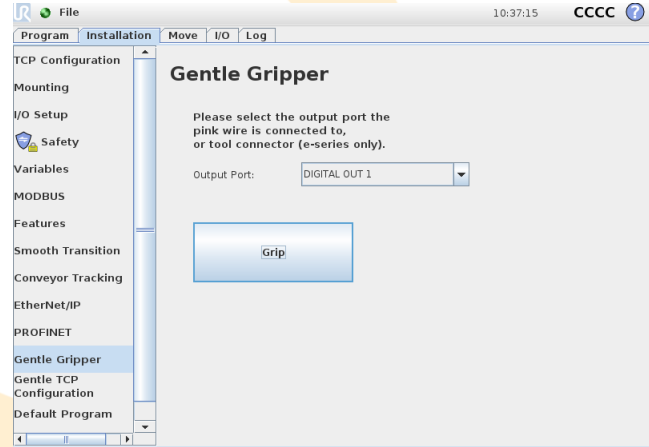 UR File 10:37:15 CCCC ?
Program Installation Move I/O Log
TCP Configuration
Mounting
I/O Setup
Safety
Variables
MODBUS
Features
Smooth Transition
Conveyor Tracking
EtherNet/IP
PROFINET
Gentle Gripper
Gentle TCP
Configuration
Default Program
Gentle Gripper
Please select the output port the
pink wire is connected to,
or tool connector (e-series only).
Output Port: DIGITAL OUT 1
Grip